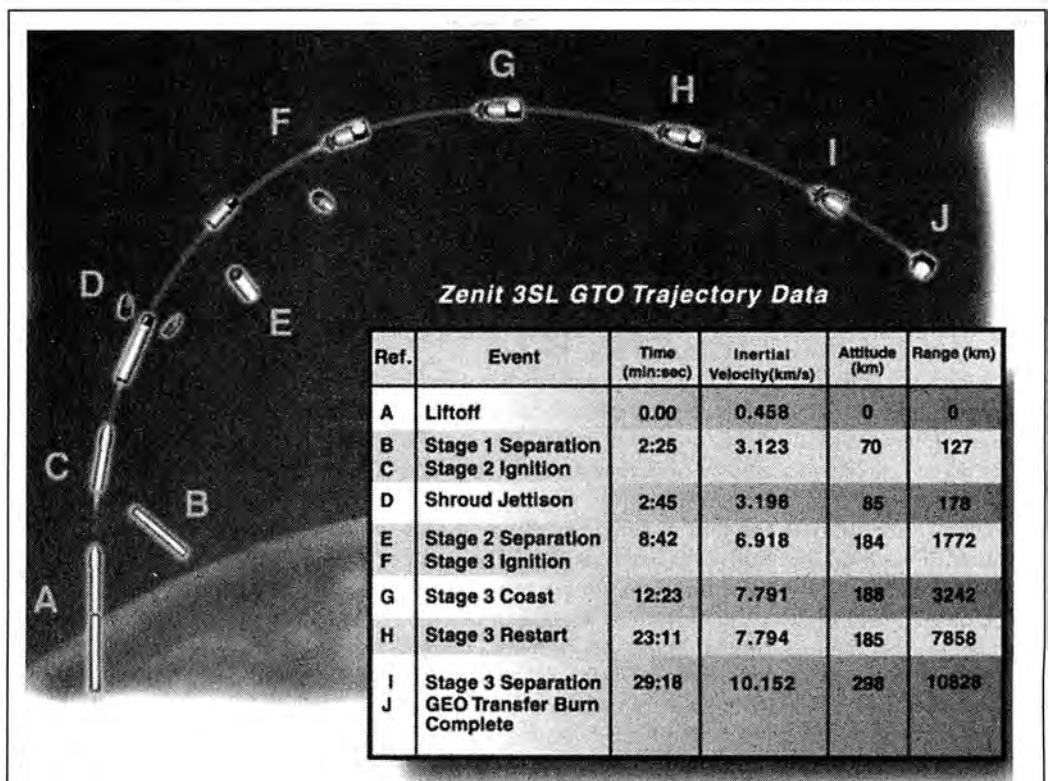 G
F
H
I
J
D
E
C
B
A
Zenit 3SL GTO Trajectory Data
Ref. Event Time (min:sec) Inertial Velocity(km/s) Attitude (km) Range (km)
A Liftoff 0.00 0.458 0 0
B Stage 1 Separation 2:25 3.123 70 127
C Stage 2 Ignition
D Shroud Jettison 2:45 3.198 85 178
E Stage 2 Separation 8:42 6.918 184 1772
F Stage 3 Ignition
G Stage 3 Coast 12:23 7.791 188 3242
H Stage 3 Restart 23:11 7.794 185 7858
I Stage 3 Separation 29:18 10.152 298 10828
J GEO Transfer Burn
Complete